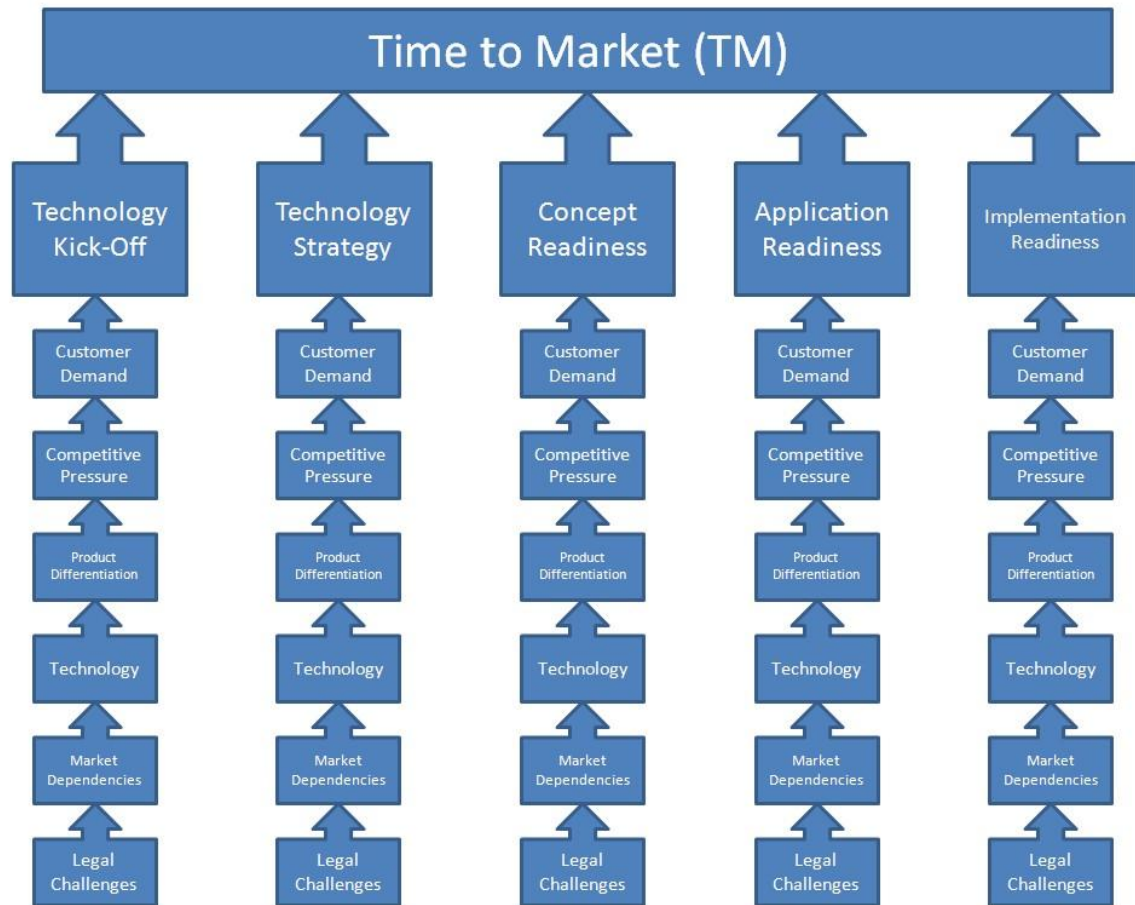 Time to Market (TM)
Technology
Kick-Off
Technology
Strategy
Concept
Readiness
Application
Readiness
Implementation
Readiness
Customer
Demand
Customer
Demand
Customer
Demand
Customer
Demand
Customer
Demand
Competitive
Pressure
Competitive
Pressure
Competitive
Pressure
Competitive
Pressure
Competitive
Pressure
Product
Differentiation
Product
Differentiation
Product
Differentiation
Product
Differentiation
Product
Differentiation
Technology
Technology
Technology
Technology
Technology
Market
Dependencies
Market
Dependencies
Market
Dependencies
Market
Dependencies
Market
Dependencies
Legal
Challenges
Legal
Challenges
Legal
Challenges
Legal
Challenges
Legal
Challenges